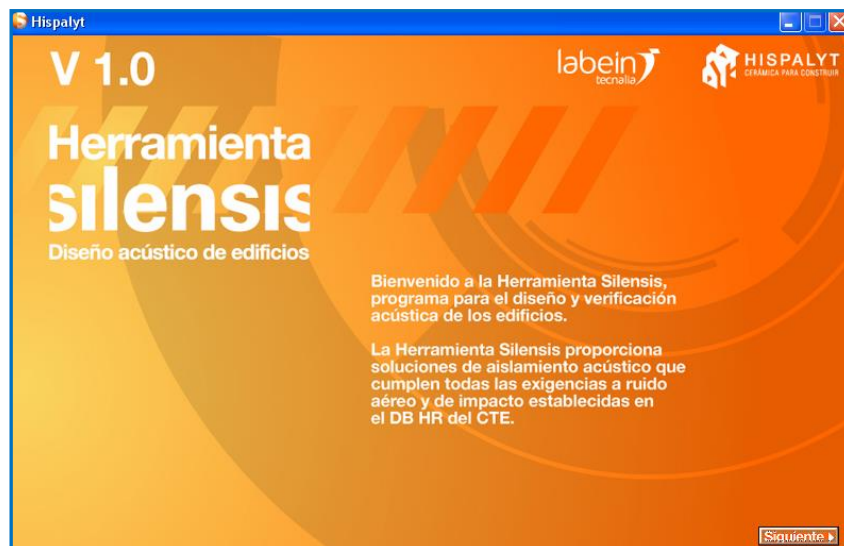 Hispalyt
V 1.0
labein
tecnalia
HISPALYT
CERÁMICA PARA CONSTRUIR
Herramienta
silensis
Diseño acústico de edificios
Bienvenido a la Herramienta Silensis,
programa para el diseño y verificación
acústica de los edificios.
La Herramienta Silensis proporciona
soluciones de aislamiento acústico que
cumplen todas las exigencias a ruido
aéreo y de impacto establecidas en
el DB HR del CTE.
Siguiente